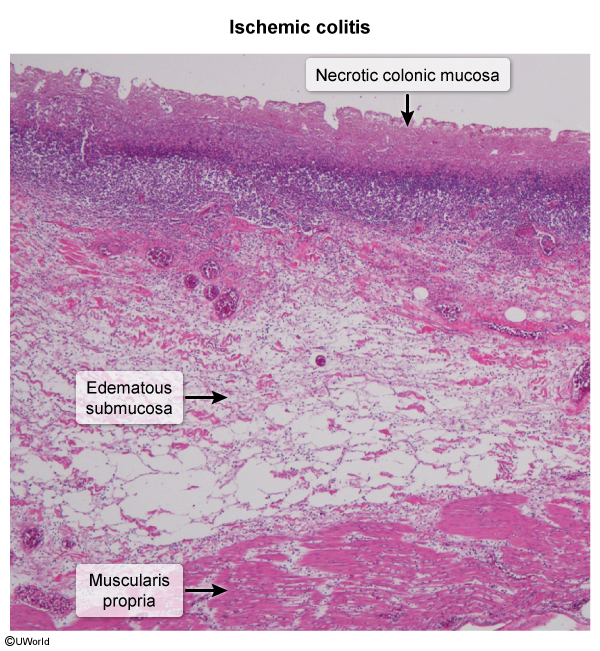 Ischemic colitis
Necrotic colonic mucosa
Edematous
submucosa
Muscularis
propria
©UWorld